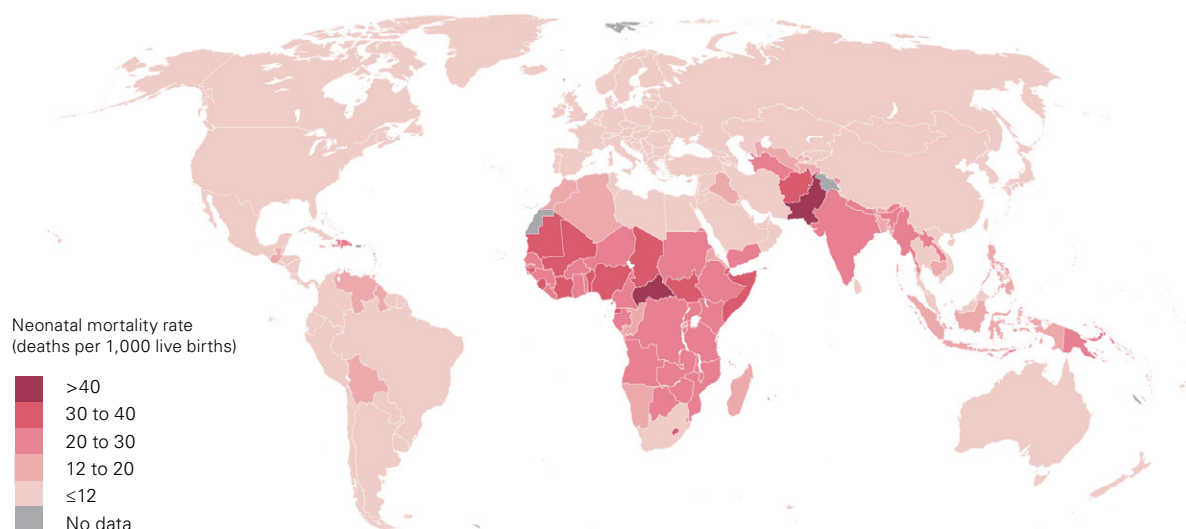 Neonatal mortality rate
(deaths per 1,000 live births)
>40
30 to 40
20 to 30
12 to 20
≤12
No data